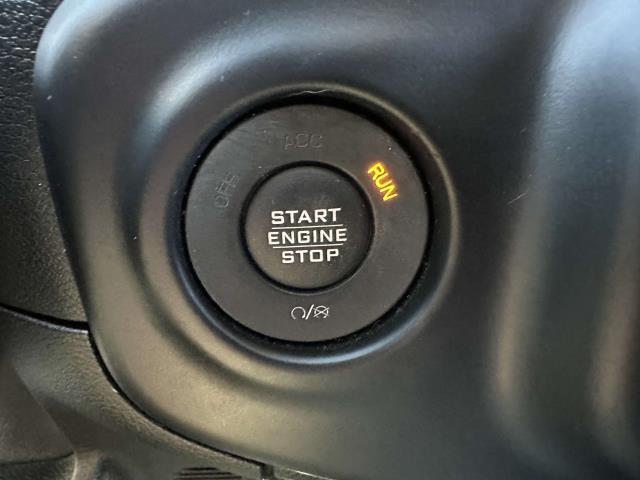 ACC
OFF
RUN
START
ENGINE
STOP